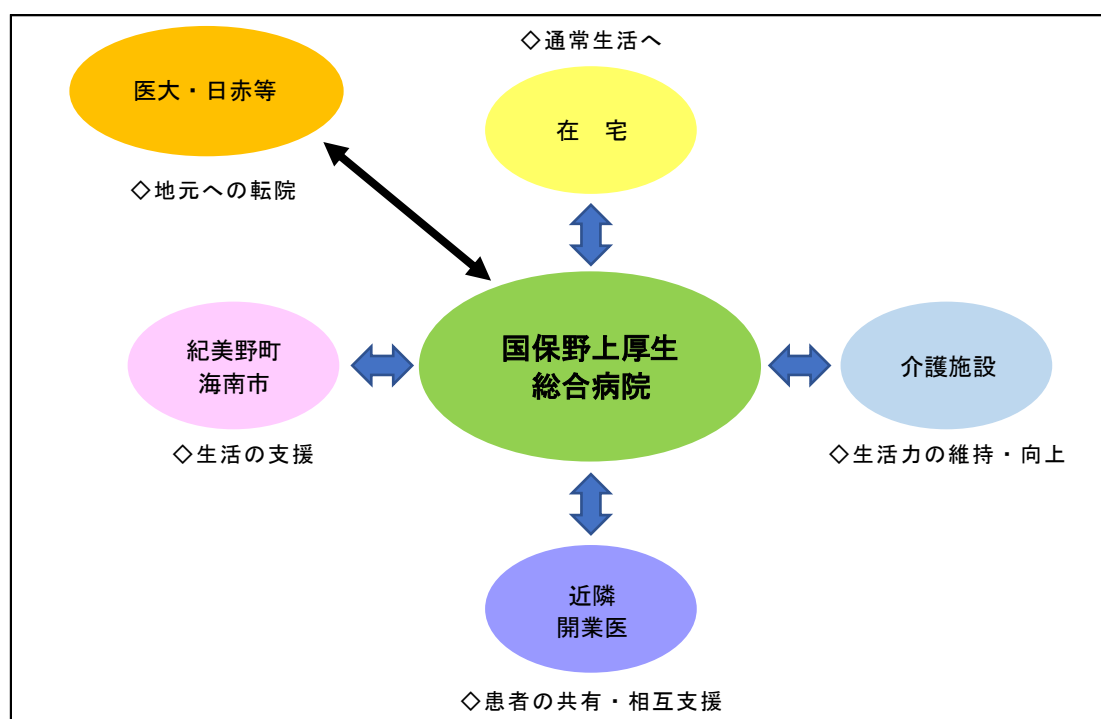 ◇通常生活へ
医大・日赤等
在　宅
◇地元への転院
国保野上厚生
総合病院
紀美野町
海南市
介護施設
◇生活の支援
◇生活力の維持・向上
近隣
開業医
◇患者の共有・相互支援